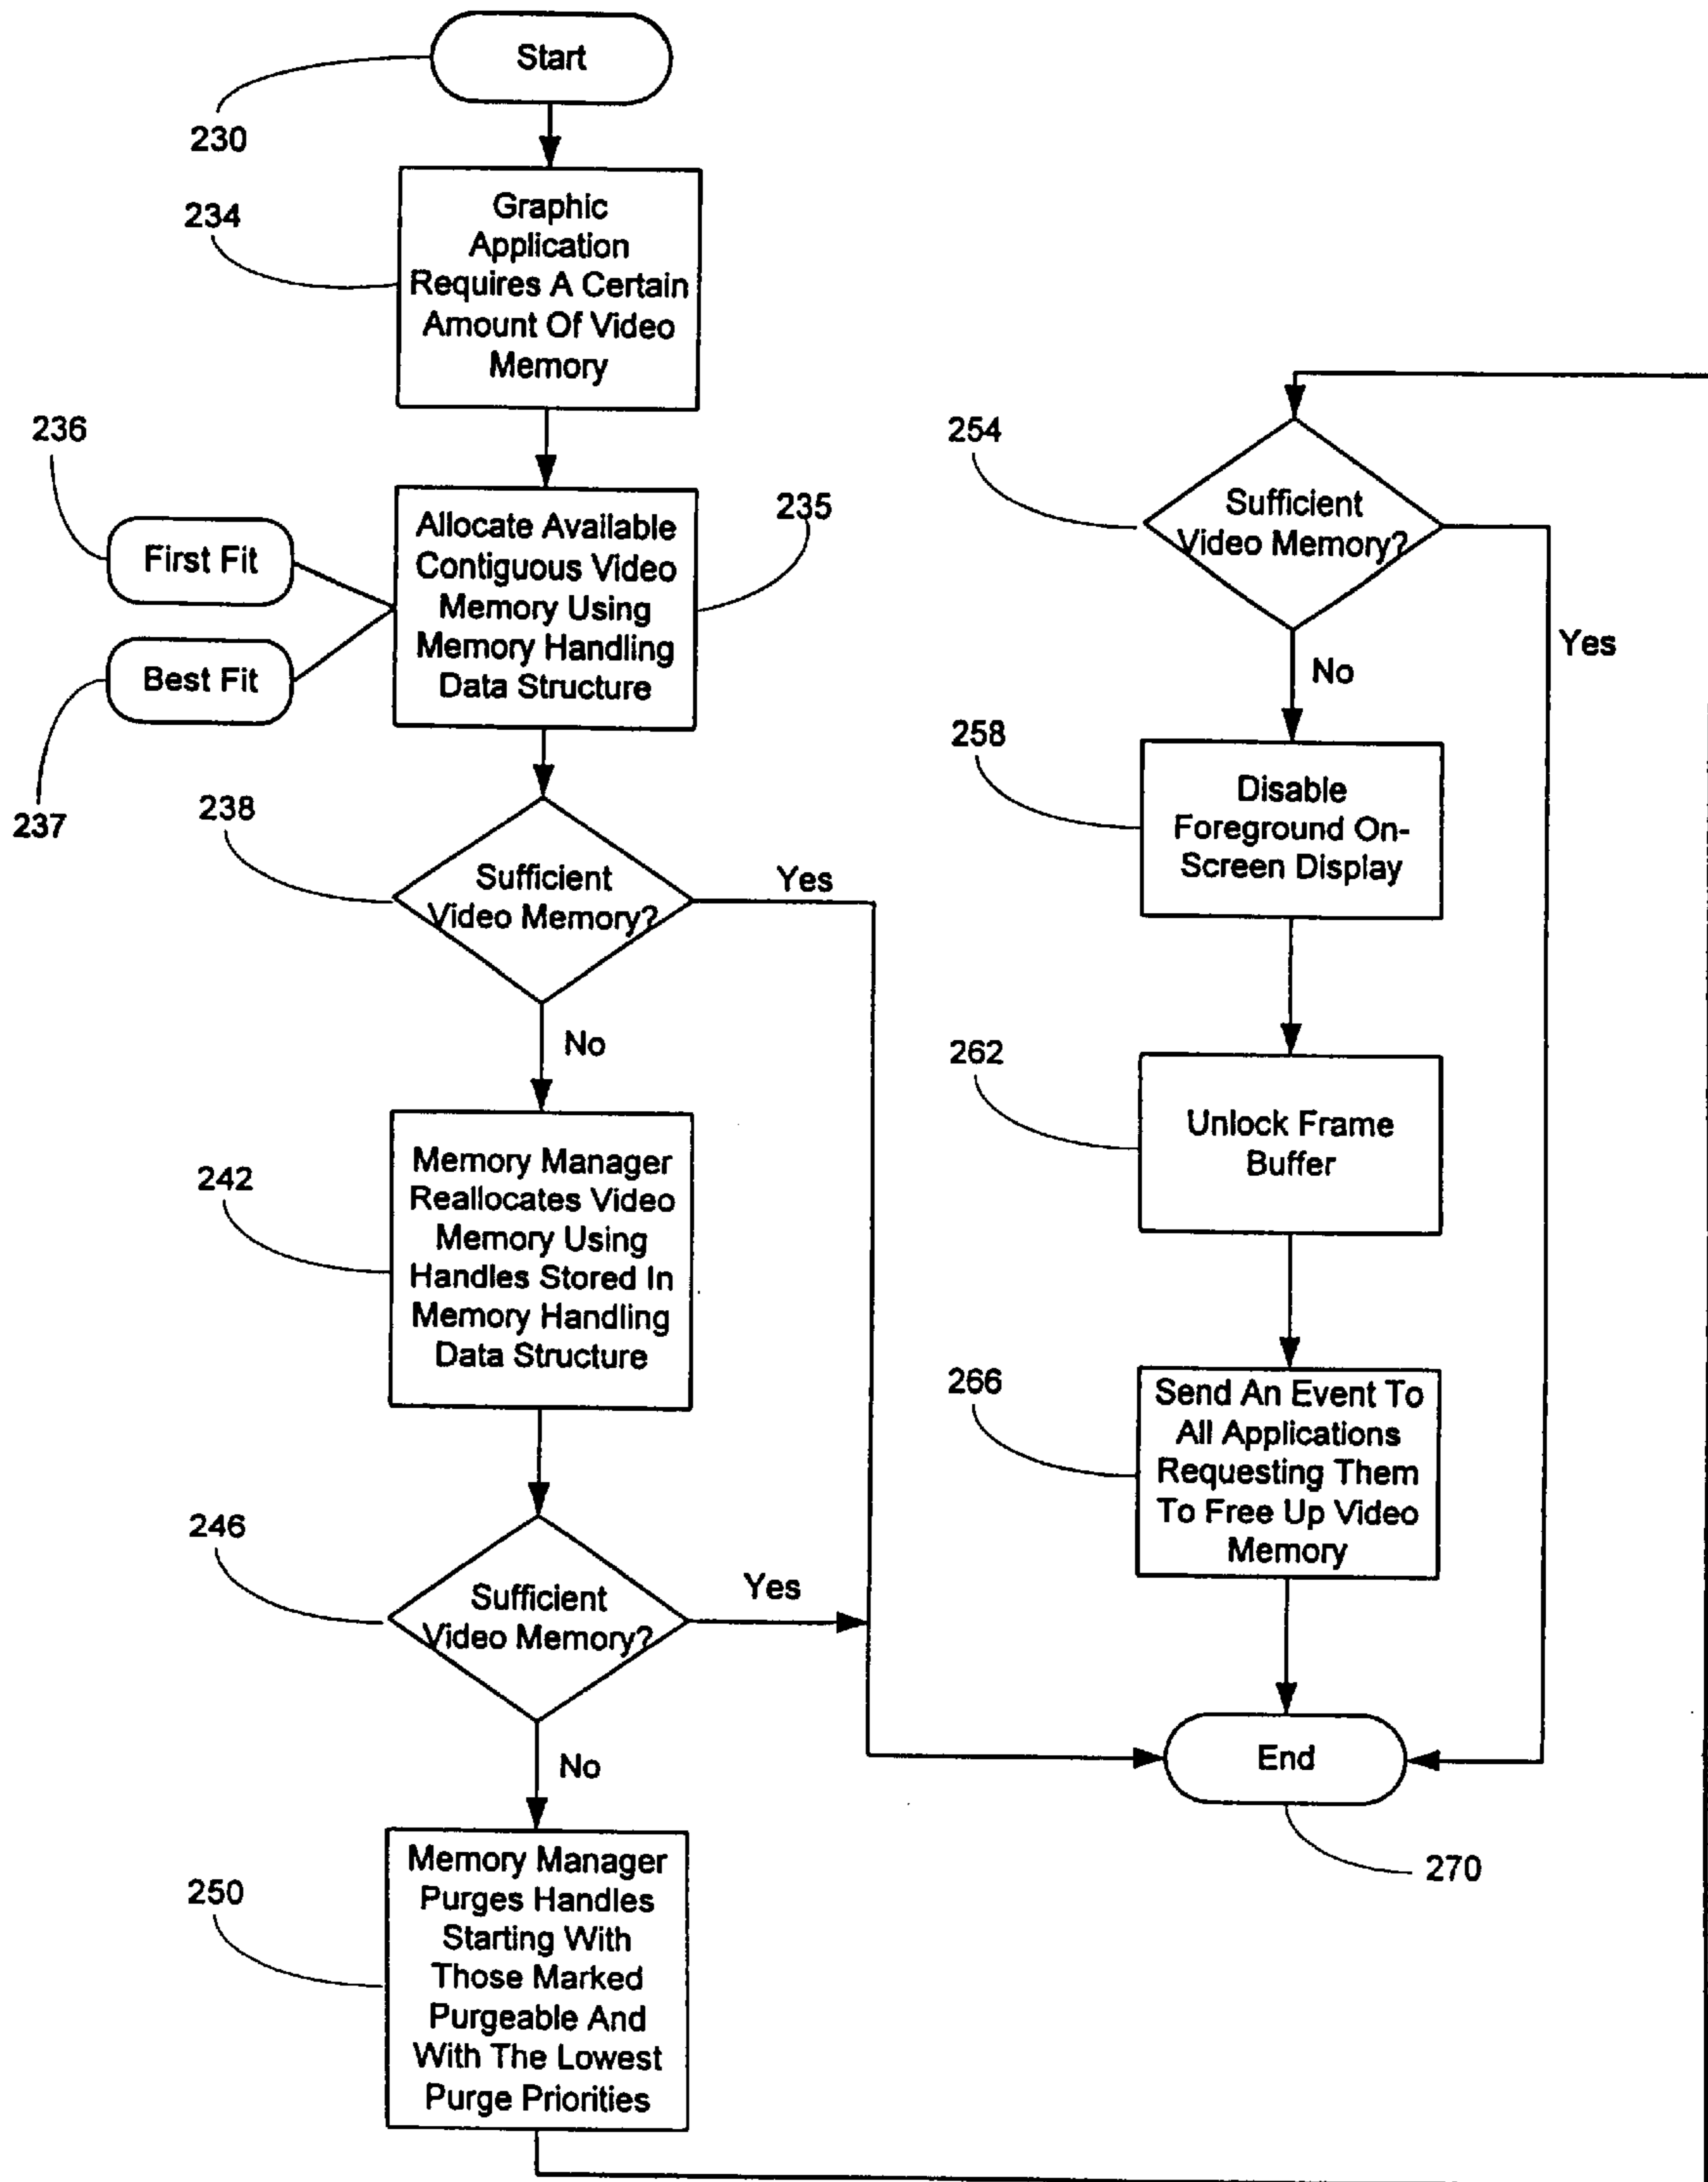 Start
230
Graphic
Application
Requires A Certain
Amount Of Video
Memory
234
236
First Fit
Best Fit
237
Allocate Available
Contiguous Video
Memory Using
Memory Handling
Data Structure
235
238
Sufficient
Video Memory?
Yes
No
242
Memory Manager
Reallocates Video
Memory Using
Handles Stored In
Memory Handling
Data Structure
246
Sufficient
Video Memory?
Yes
No
250
Memory Manager
Purges Handles
Starting With
Those Marked
Purgeable And
With The Lowest
Purge Priorities
254
Sufficient
Video Memory?
Yes
No
258
Disable
Foreground On-
Screen Display
262
Unlock Frame
Buffer
266
Send An Event To
All Applications
Requesting Them
To Free Up Video
Memory
End
270